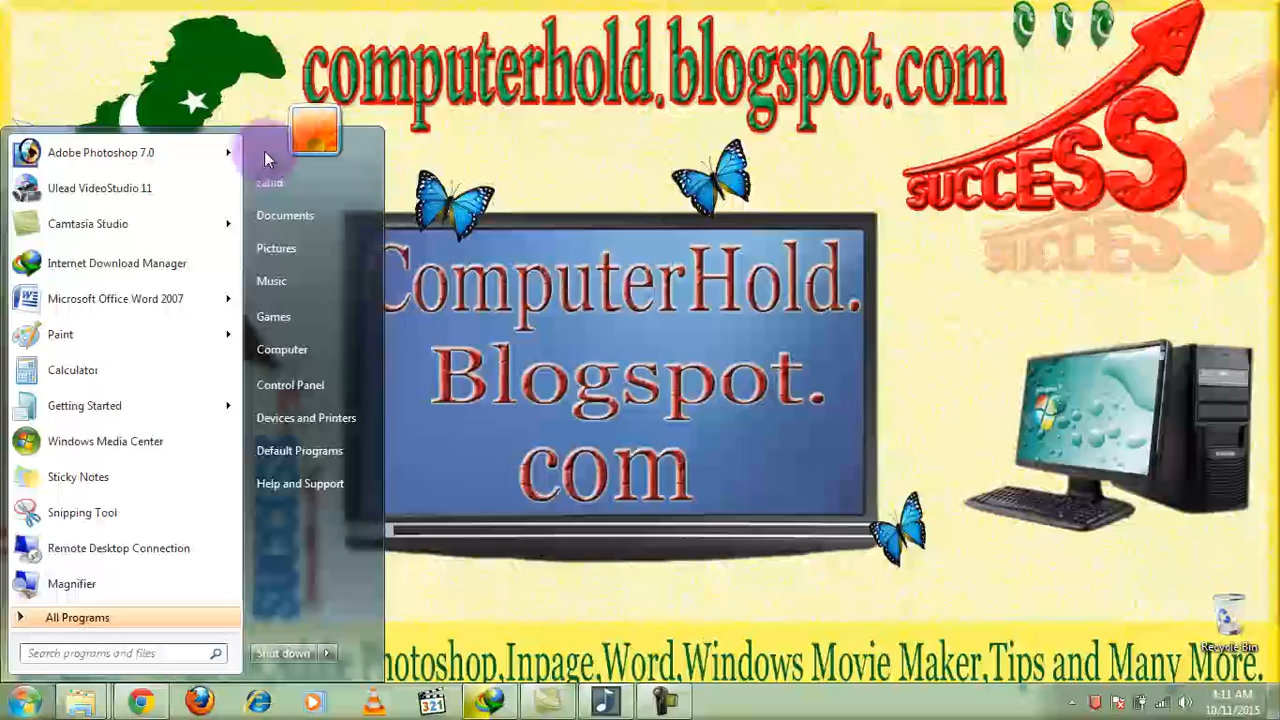 computerhold.blogspot.com
SUCCESS
SUCCESS
Adobe Photoshop 7.0
Ulead VideoStudio 11
Camtasia Studio
Internet Download Manager
Microsoft Office Word 2007
Paint
Calculator
Getting Started
Windows Media Center
Sticky Notes
Snipping Tool
Remote Desktop Connection
Magnifier
All Programs
Search programs and files
zahid
Documents
Pictures
Music
Games
Computer
Control Panel
Devices and Printers
Default Programs
Help and Support
Shut down
ComputerHold.
Blogspot.
com
Recycle Bin
hotoshop,Inpage,Word,Windows Movie Maker,Tips and Many More.
321
1:11 AM
10/11/2015